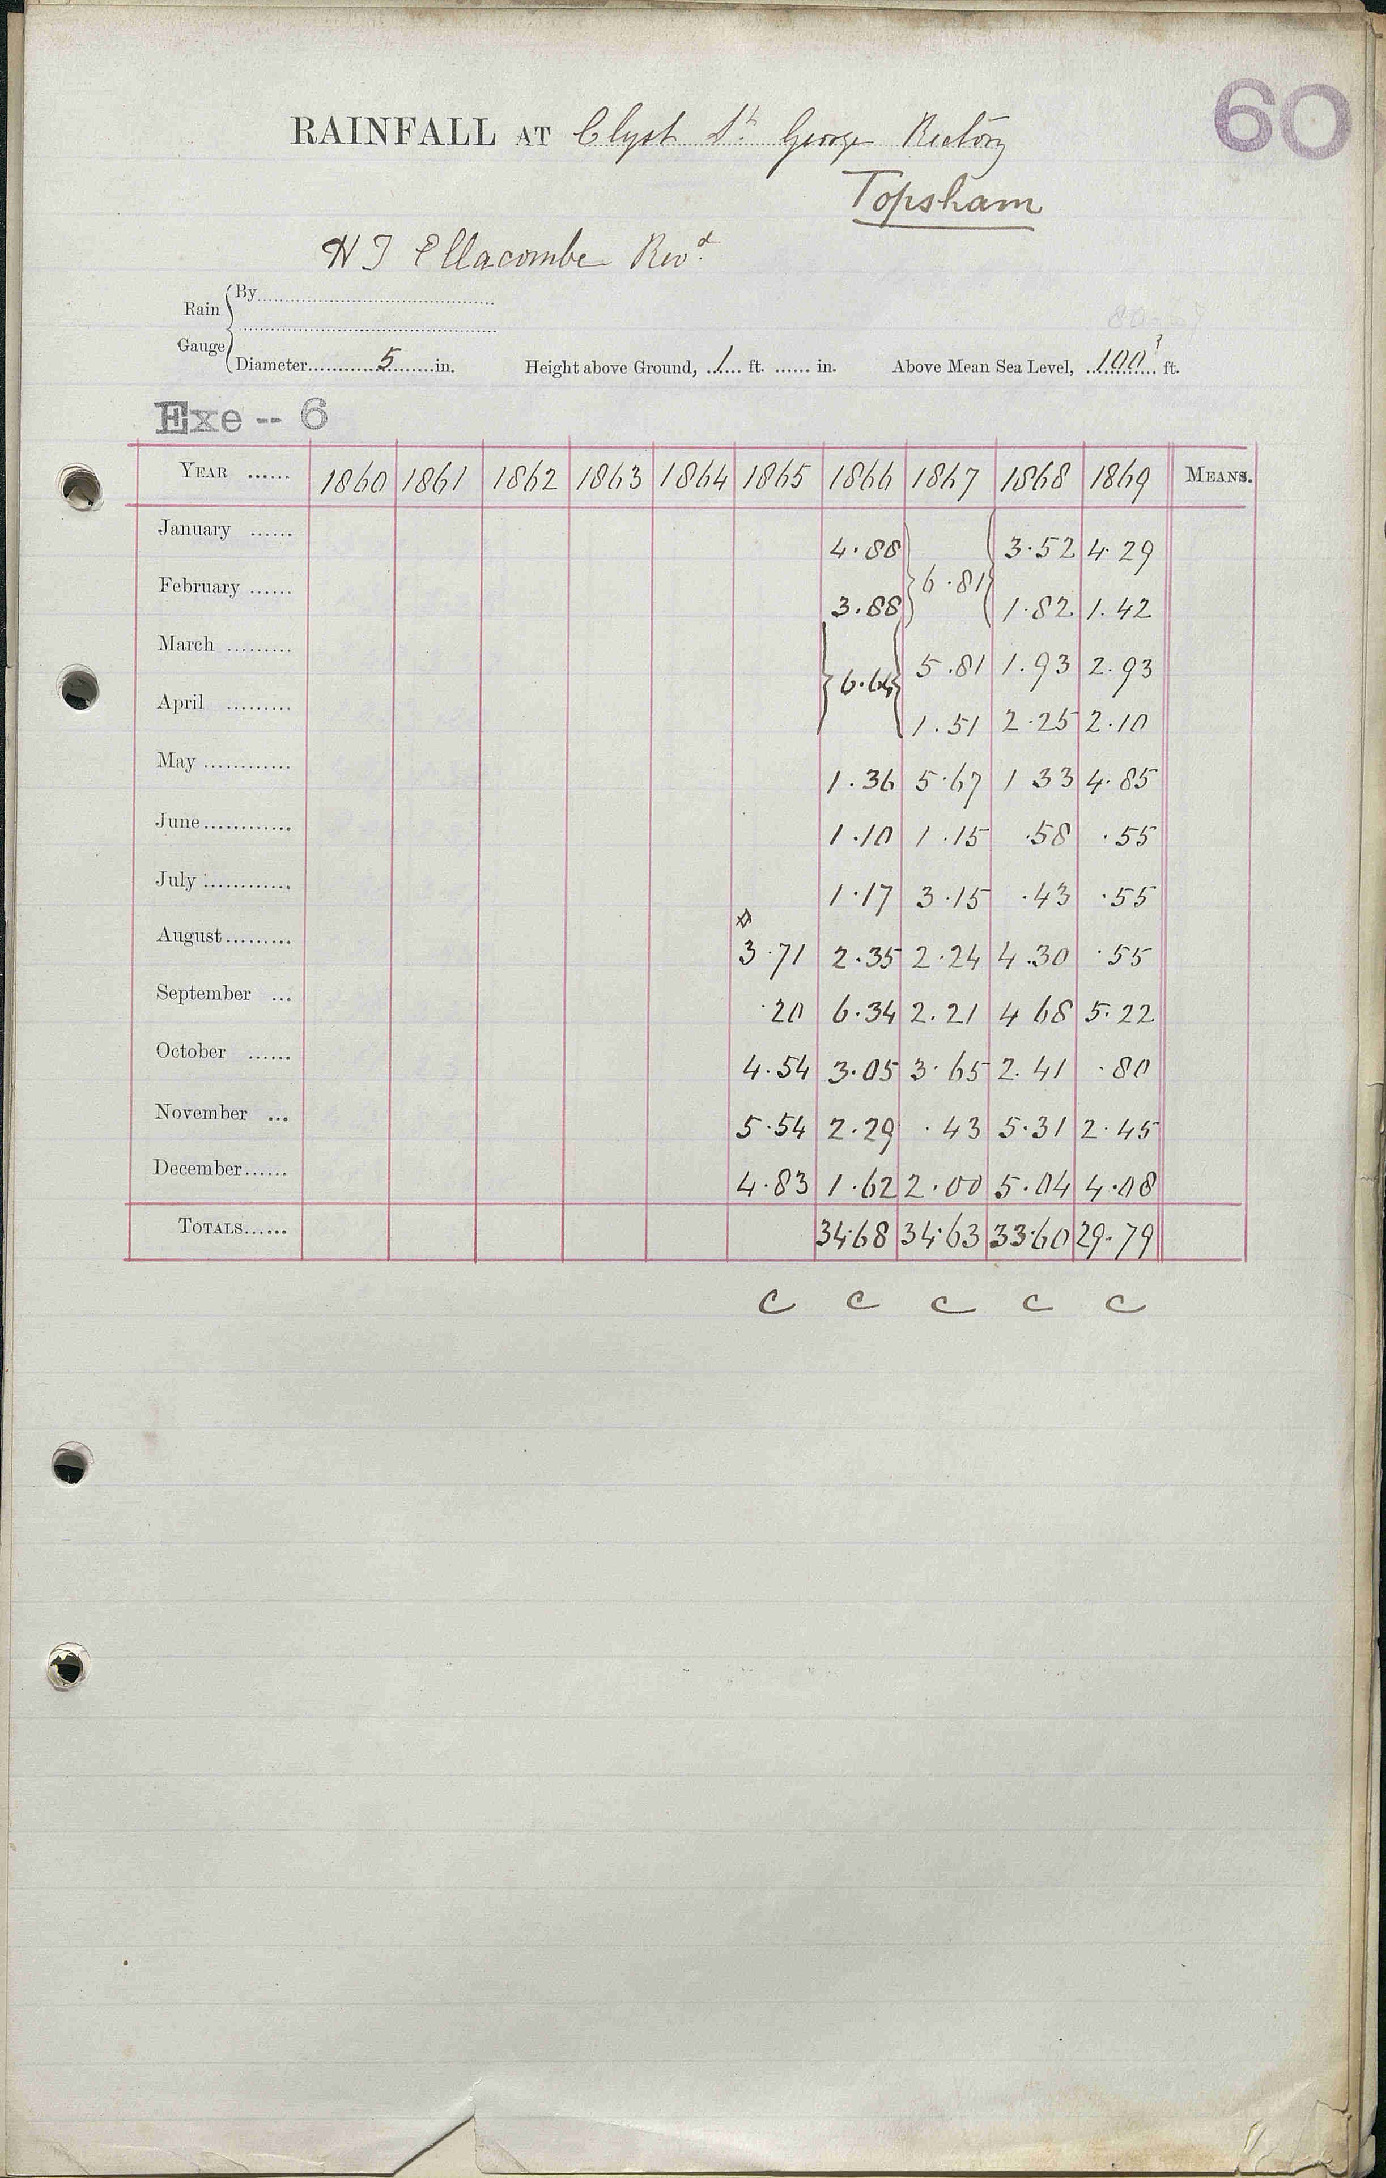 60
RAINFALL AT Clyst St. George Rectory
Topsham
H T Ellacombe Revd.
Rain Gauge { By
Diameter 5 in. Height above Ground, 1 ft. in. Above Mean Sea Level, 100? ft.
Exe -- 6
YEAR 1860 1861 1862 1863 1864 1865 1866 1867 1868 1869 MEANS.
January 4.88 3.52 4.29
February 3.88 6.81 1.82 1.42
March 5.81 1.93 2.93
April 6.64 1.51 2.25 2.10
May 1.36 5.67 1 33 4.85
June 1.10 1.15 .58 .55
July 1.17 3.15 .43 .55
August 3.71 2.35 2.24 4.30 .55
September .20 6.34 2.21 4 68 5.22
October 4.54 3.05 3.65 2.41 .80
November 5.54 2.29 .43 5.31 2.45
December 4.83 1.62 2.00 5.04 4.08
TOTALS 34.68 34.63 33.60 29.79
C C C C C